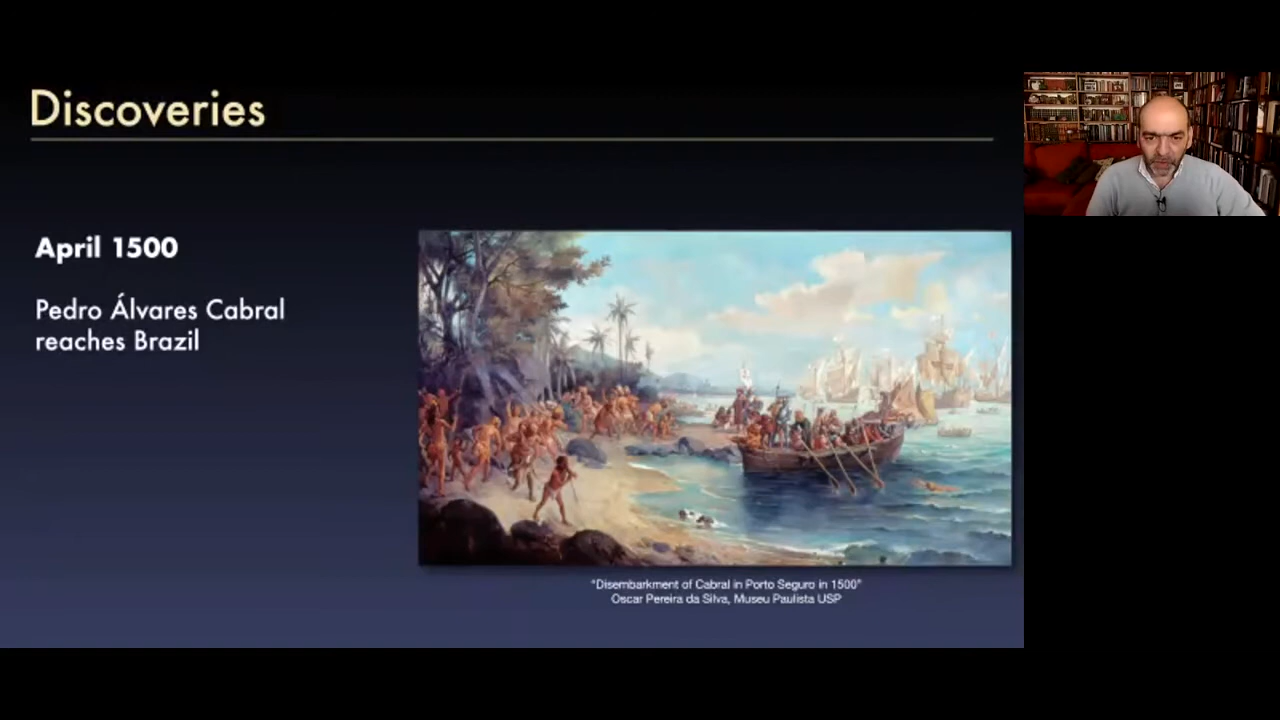 Discoveries
April 1500
Pedro Álvares Cabral
reaches Brazil
"Disembarkment of Cabral in Porto Seguro in 1500"
Oscar Pereira da Silva, Museu Paulista USP